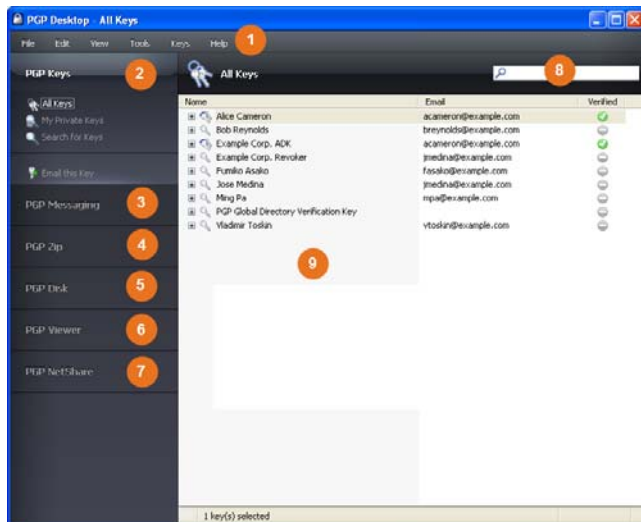 PGP Desktop - All Keys
File Edit View Tools Keys Help
1
PGP Keys
2
All Keys
8
All Keys
My Private Keys
Search for Keys
Email this Key
PGP Messaging
3
PGP Zip
4
PGP Disk
5
PGP Viewer
6
PGP NetShare
7
Name Email Verified
Alice Cameron acameron@example.com
Bob Reynolds breynolds@example.com
Example Corp. ADK acameron@example.com
Example Corp. Revoker jmedina@example.com
Fumiko Asako fasako@example.com
Jose Medina jmedina@example.com
Ming Pa mpa@example.com
PGP Global Directory Verification Key
Vladimir Toskin vtoskin@example.com
9
1 key(s) selected